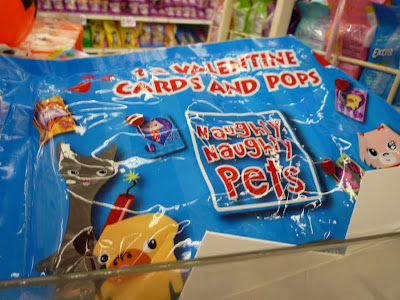 VALENTINE
CARDS AND POPS
Naughty
Naughty
Pets